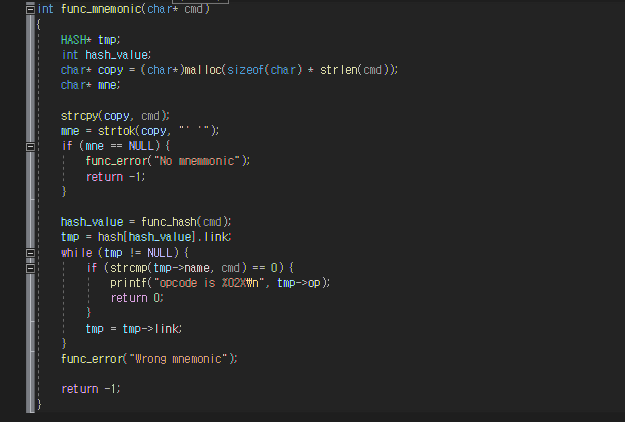 int func_mnemonic(char* cmd)
{
HASH* tmp;
int hash_value;
char* copy = (char*)malloc(sizeof(char) * strlen(cmd));
char* mne;
strcpy(copy, cmd);
mne = strtok(copy, "' '");
if (mne == NULL) {
func_error("No mnemonic");
return -1;
}
hash_value = func_hash(cmd);
tmp = hash[hash_value].link;
while (tmp != NULL) {
if (strcmp(tmp->name, cmd) == 0) {
printf("opcode is %02X₩n", tmp->op);
return 0;
}
tmp = tmp->link;
}
func_error("Wrong mnemonic");
return -1;
}